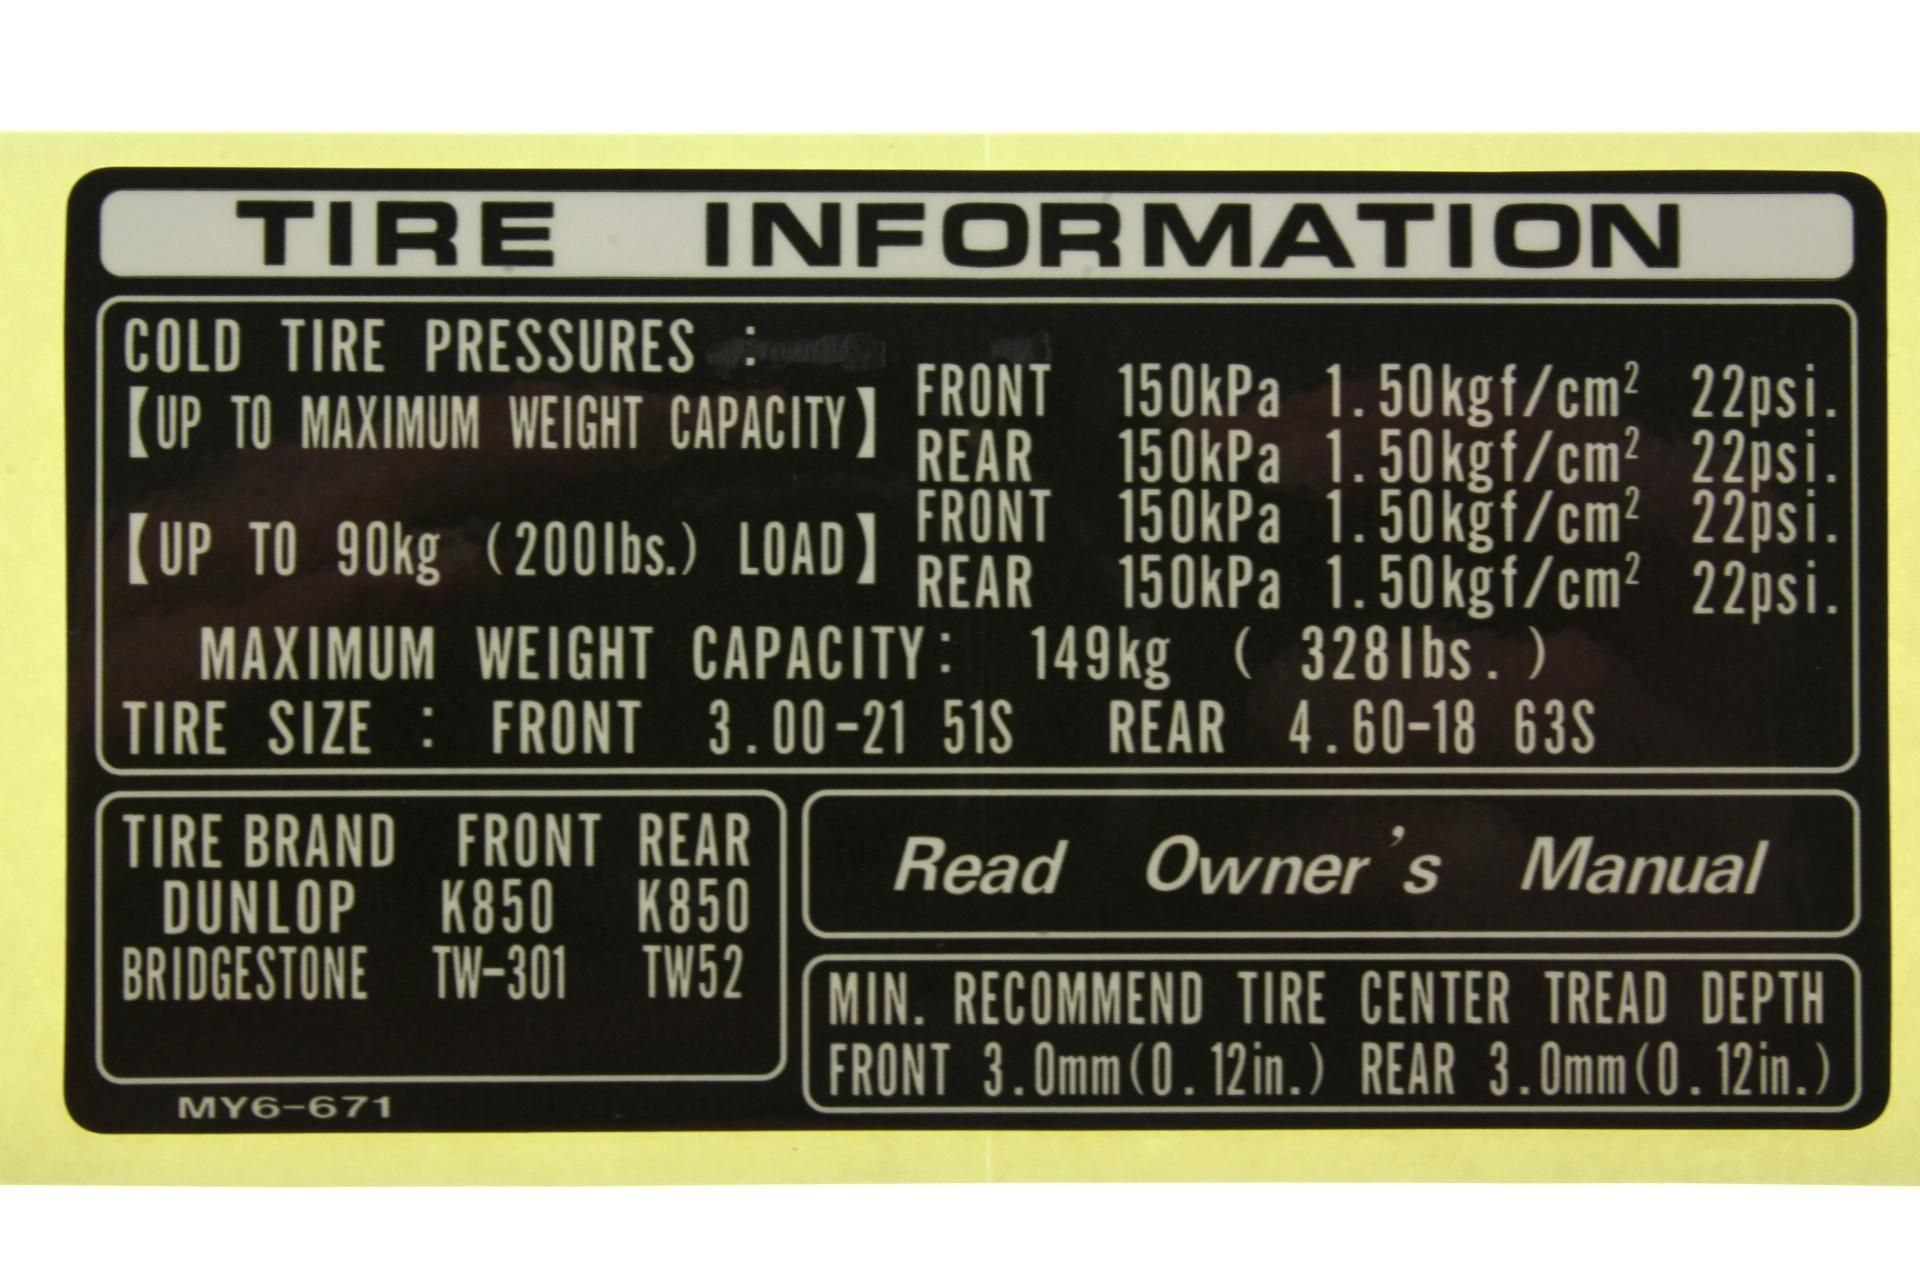 TIRE INFORMATION
COLD TIRE PRESSURES :
【UP TO MAXIMUM WEIGHT CAPACITY】 FRONT 150kPa 1.50kgf/cm² 22psi.
REAR 150kPa 1.50kgf/cm² 22psi.
【UP TO 90kg (200lbs.) LOAD】 FRONT 150kPa 1.50kgf/cm² 22psi.
REAR 150kPa 1.50kgf/cm² 22psi.
MAXIMUM WEIGHT CAPACITY: 149kg ( 328lbs. )
TIRE SIZE : FRONT 3.00-21 51S REAR 4.60-18 63S
TIRE BRAND FRONT REAR
DUNLOP K850 K850
BRIDGESTONE TW-301 TW52
MY6-671
Read Owner's Manual
MIN. RECOMMEND TIRE CENTER TREAD DEPTH
FRONT 3.0mm(0.12in.) REAR 3.0mm(0.12in.)